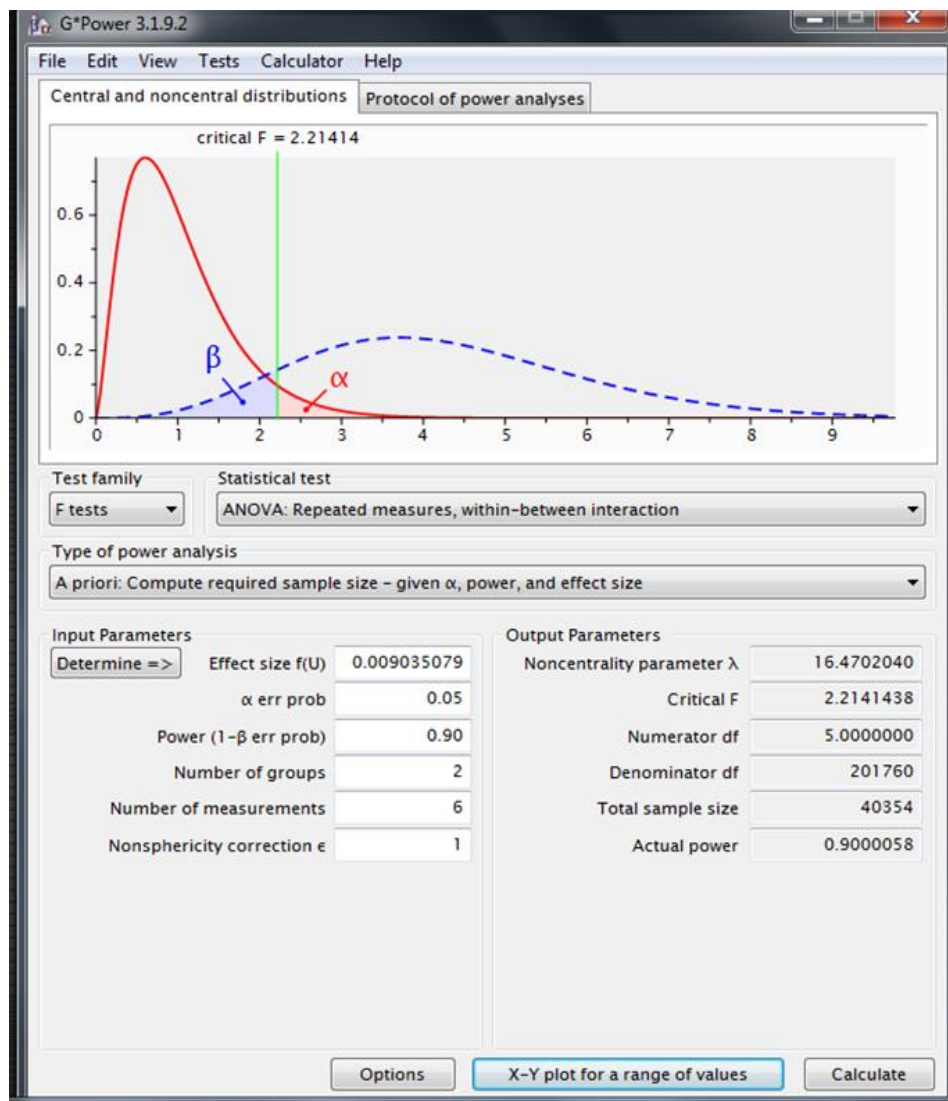 G*Power 3.1.9.2
File Edit View Tests Calculator Help
Central and noncentral distributions Protocol of power analyses
critical F = 2.21414
0.6
0.4
0.2
β
α
0
0 1 2 3 4 5 6 7 8 9
Test family Statistical test
F tests ANOVA: Repeated measures, within-between interaction
Type of power analysis
A priori: Compute required sample size - given α, power, and effect size
Input Parameters Output Parameters
Determine => Effect size f(U) 0.009035079 Noncentrality parameter λ 16.4702040
α err prob 0.05 Critical F 2.2141438
Power (1-β err prob) 0.90 Numerator df 5.0000000
Number of groups 2 Denominator df 201760
Number of measurements 6 Total sample size 40354
Nonsphericity correction ϵ 1 Actual power 0.9000058
Options X-Y plot for a range of values Calculate